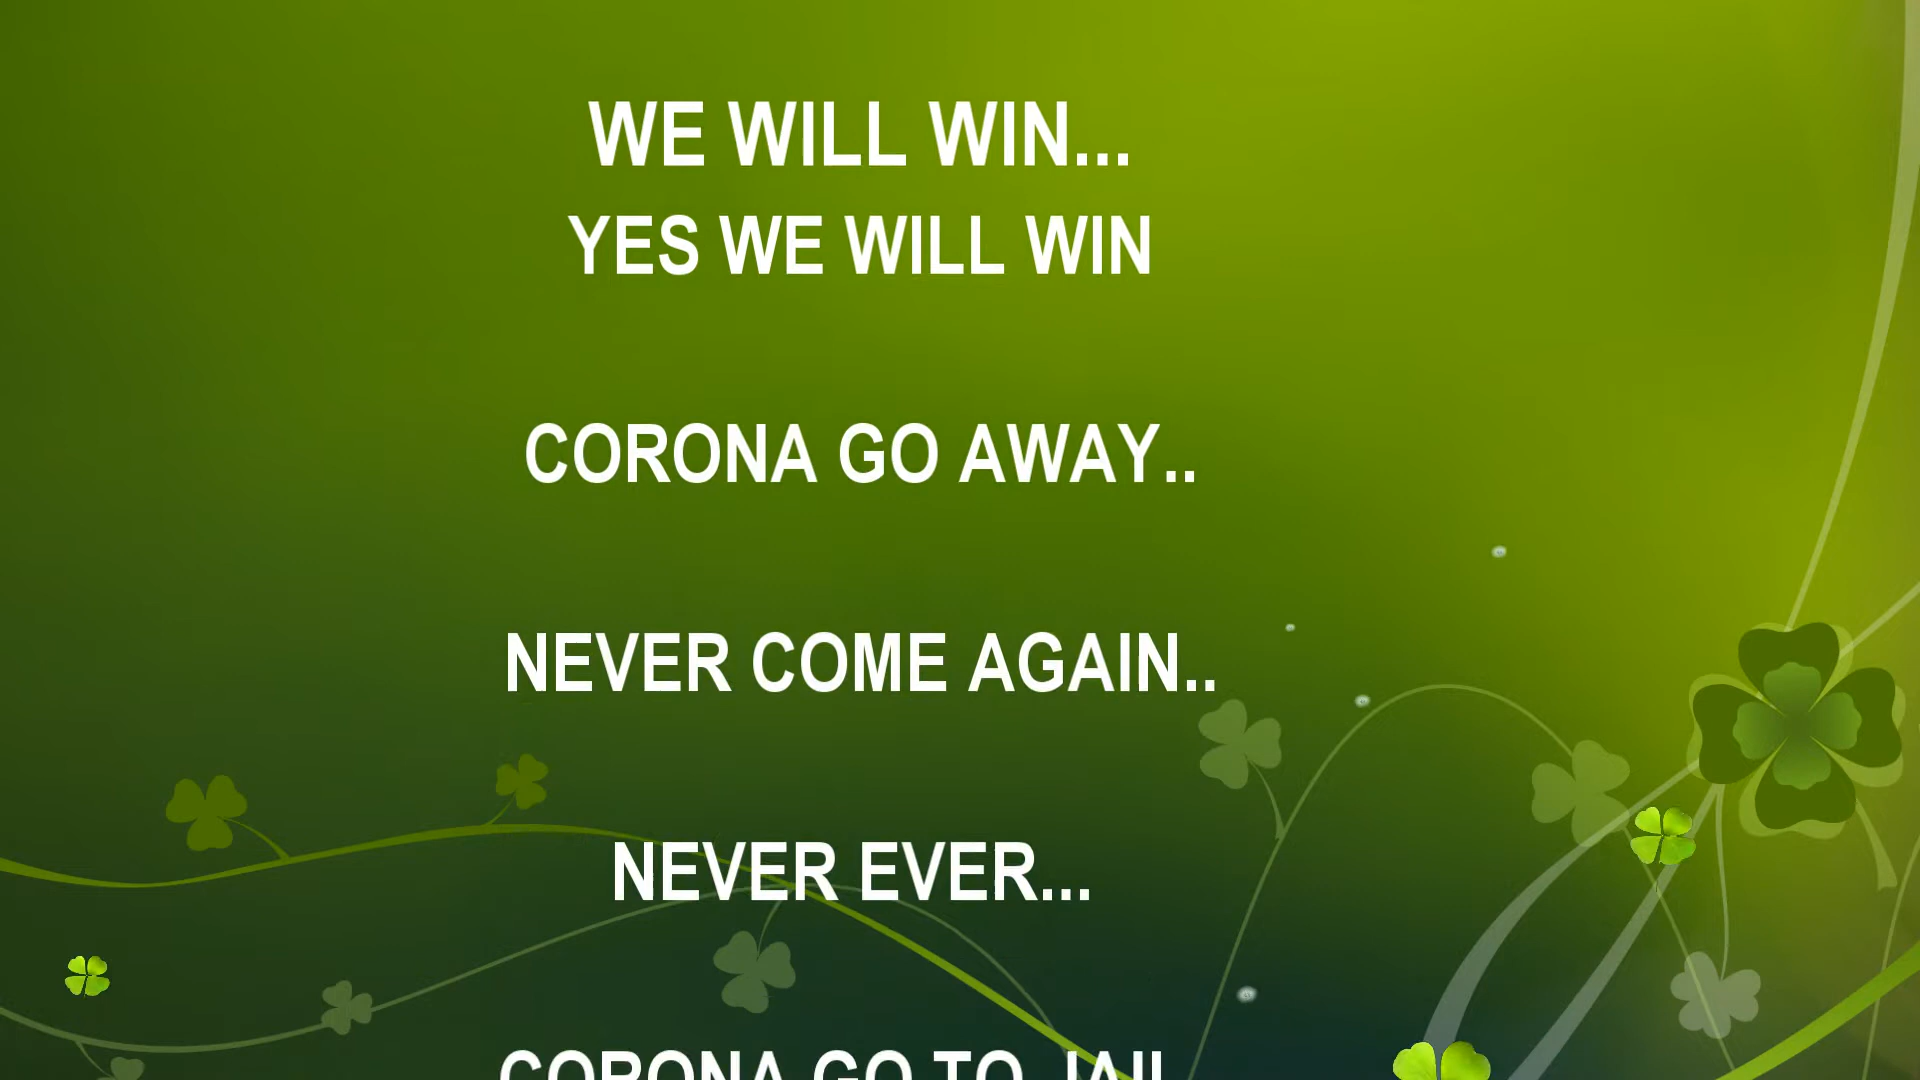 WE WILL WIN...
YES WE WILL WIN
CORONA GO AWAY..
NEVER COME AGAIN..
NEVER EVER...
CORONA GO TO JAIL